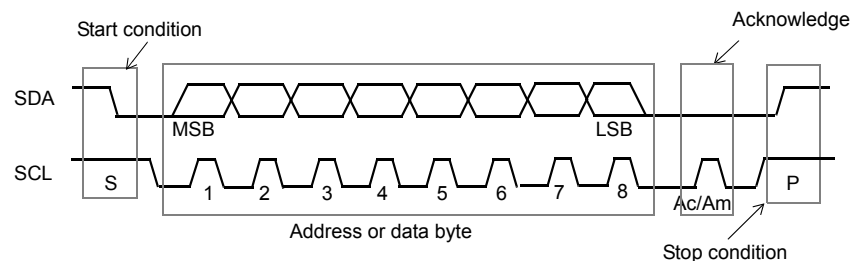 Start condition
Acknowledge
SDA
MSB
LSB
SCL
S
1 2 3 4 5 6 7 8
Ac/Am
P
Address or data byte
Stop condition